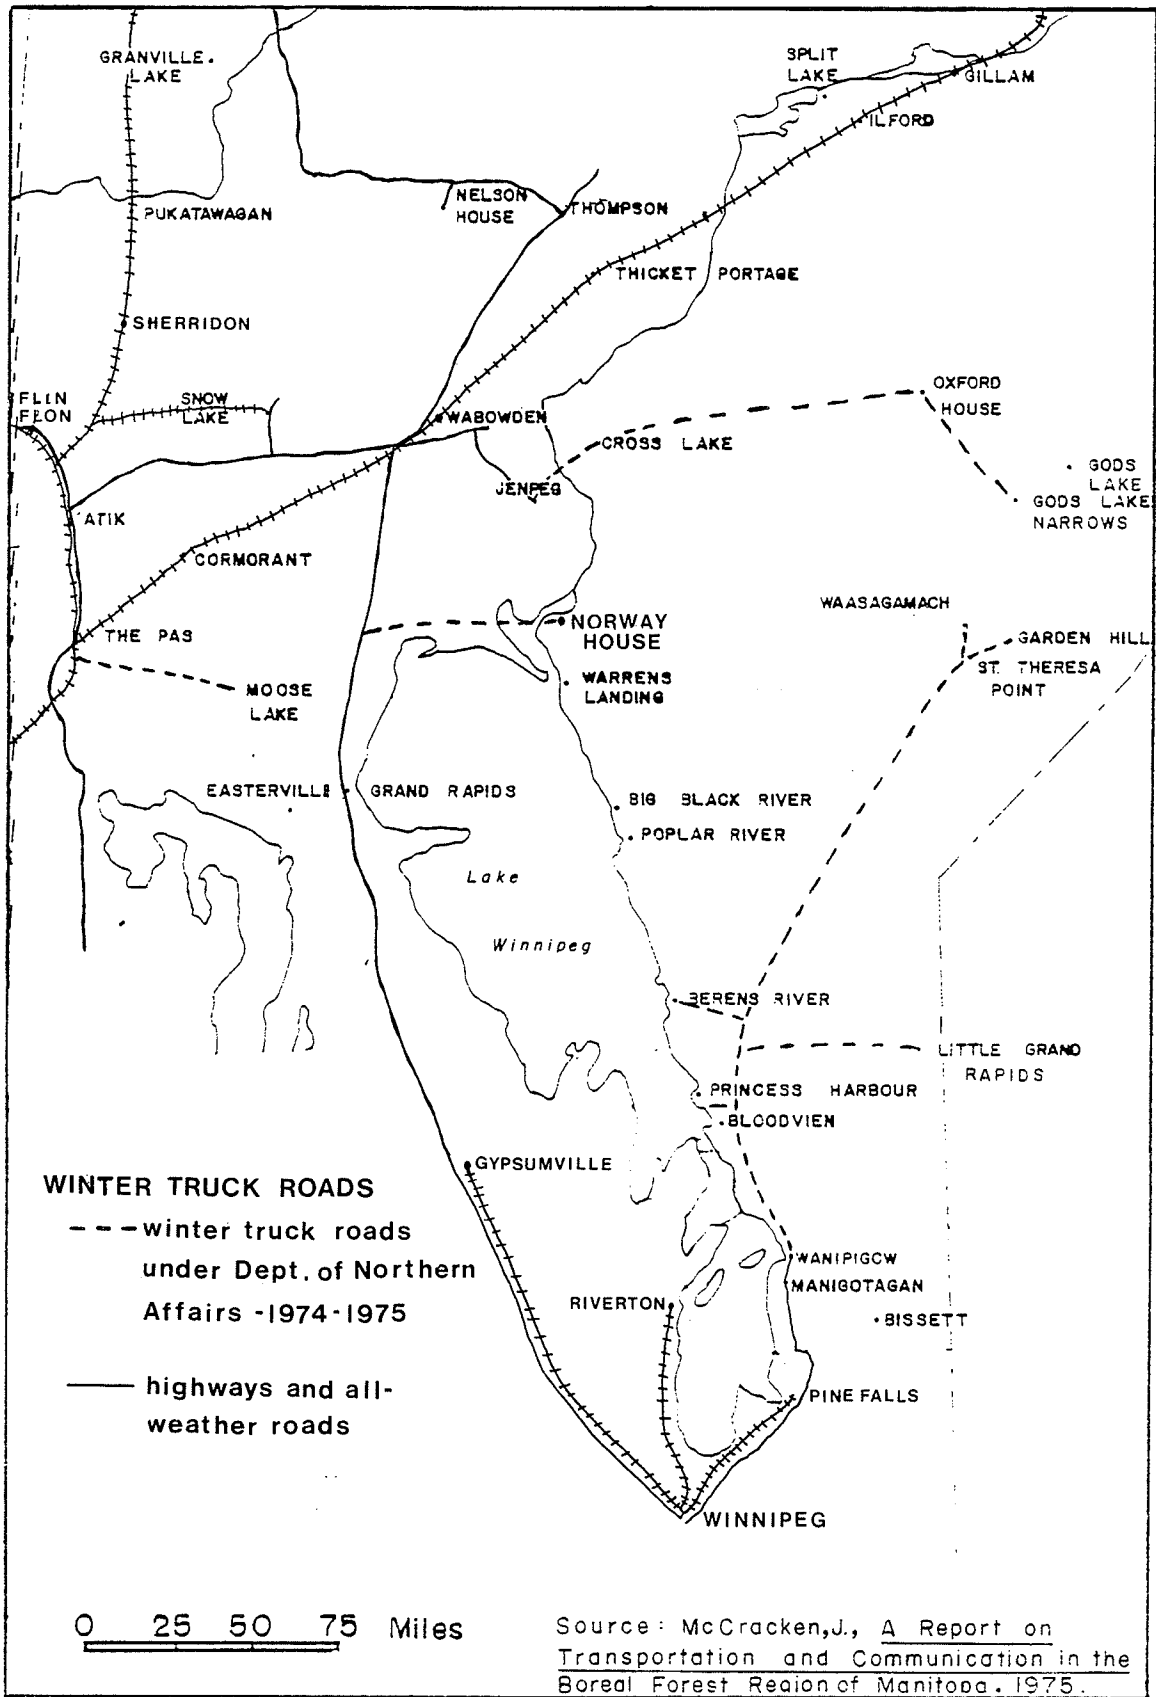 GRANVILLE
LAKE
SPLIT
LAKE
GILLAM
ILFORD
NELSON
HOUSE
PUKATAWAGAN
THOMPSON
THICKET PORTAGE
SHERRIDON
FLIN
FLON
SNOW
LAKE
WABOWDEN
OXFORD
HOUSE
CROSS LAKE
GODS
LAKE
JENPEG
GODS LAKE
NARROWS
ATIK
CORMORANT
WAASAGAMACH
NORWAY
HOUSE
THE PAS
GARDEN HILL
ST. THERESA
POINT
WARRENS
LANDING
MOOSE
LAKE
EASTERVILLE
GRAND RAPIDS
BIG BLACK RIVER
POPLAR RIVER
Lake
Winnipeg
BERENS RIVER
LITTLE GRAND
RAPIDS
PRINCESS HARBOUR
BLOODVIEN
GYPSUMVILLE
WINTER TRUCK ROADS
winter truck roads
under Dept. of Northern
Affairs -1974-1975
WANIPIGOW
MANIGOTAGAN
RIVERTON
BISSETT
highways and all-
weather roads
PINE FALLS
WINNIPEG
0 25 50 75 Miles
Source: McCracken, J., A Report on
Transportation and Communication in the
Boreal Forest Region of Manitoba. 1975.